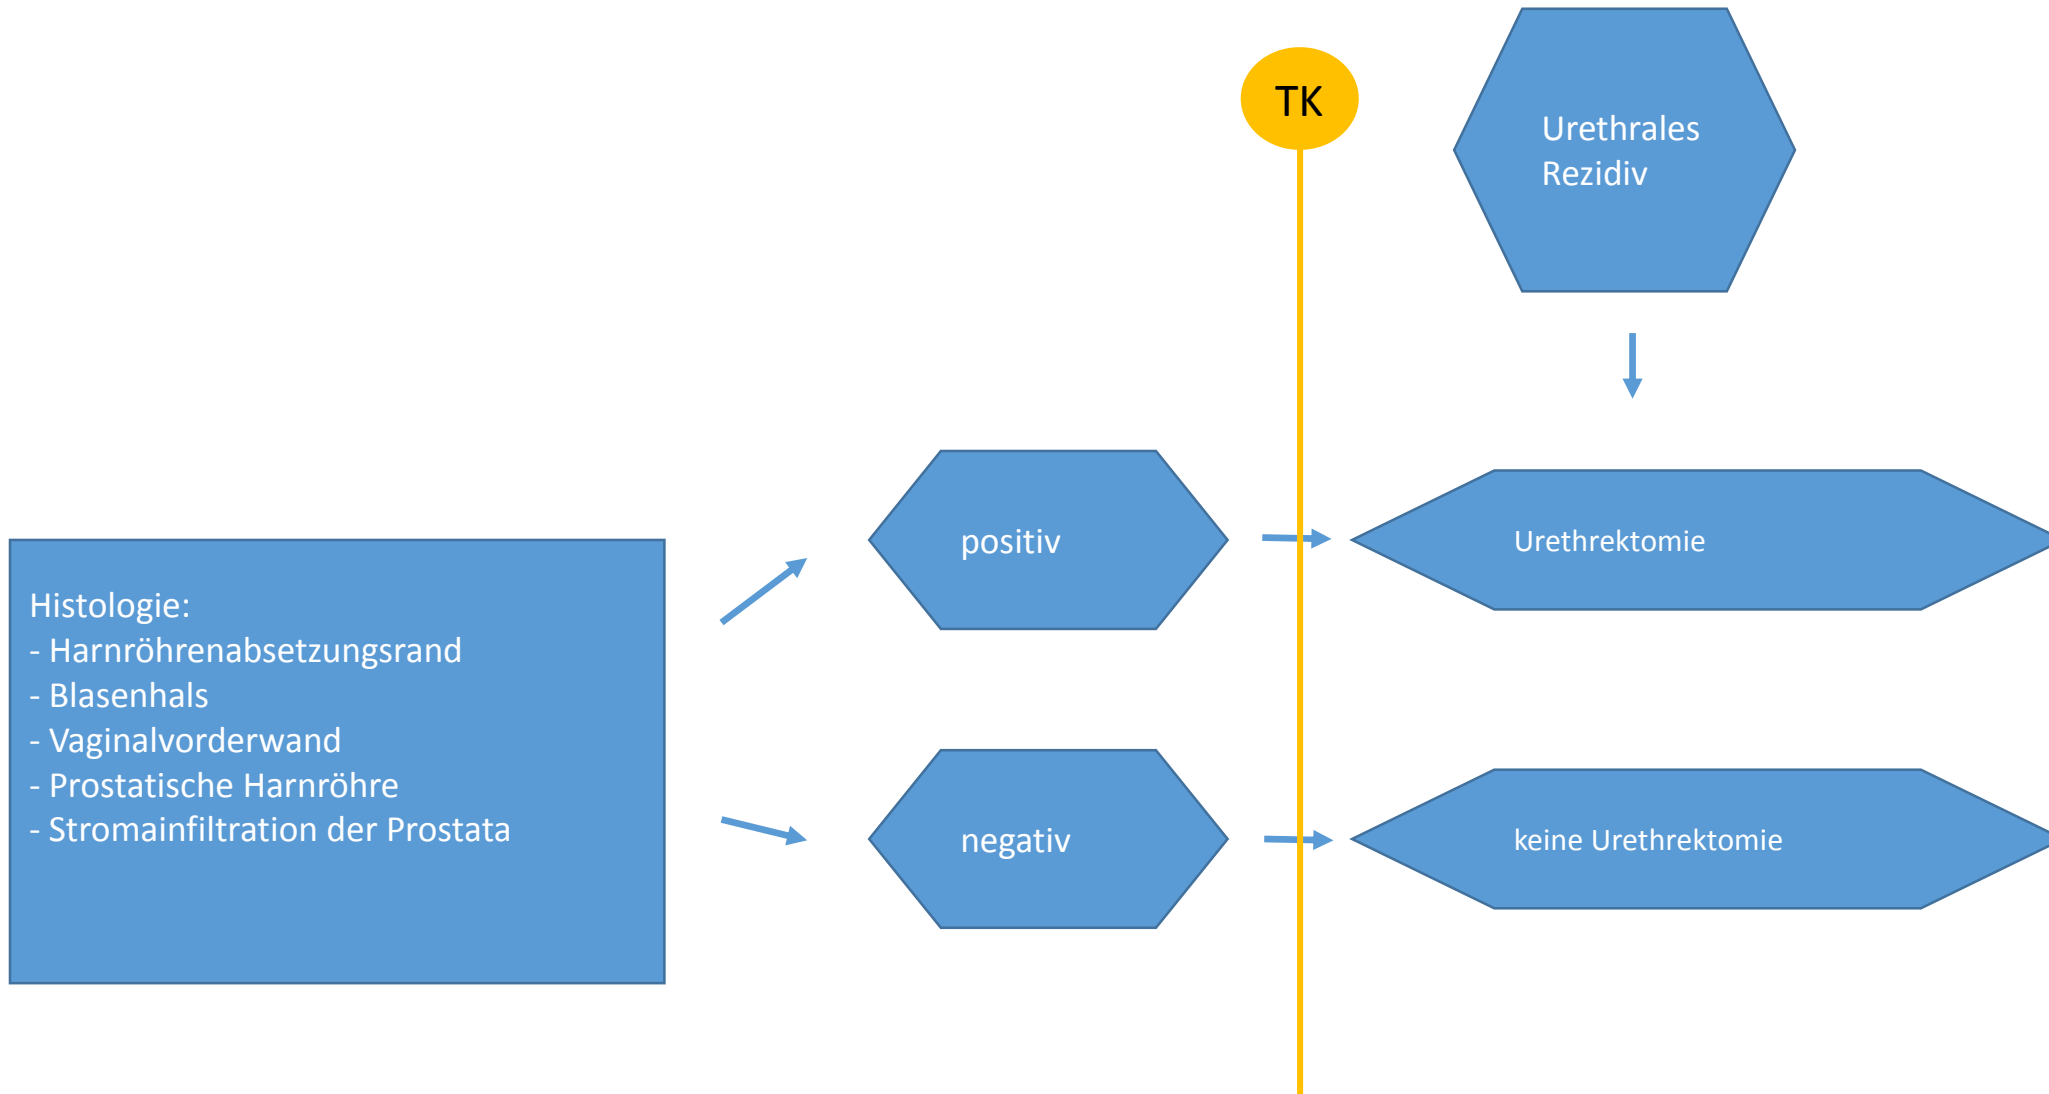 TK
Urethrales
Rezidiv
positiv
Urethrektomie
Histologie:
- Harnröhrenabsetzungsrand
- Blasenhals
- Vaginalvorderwand
- Prostatische Harnröhre
- Stromainfiltration der Prostata
negativ
keine Urethrektomie